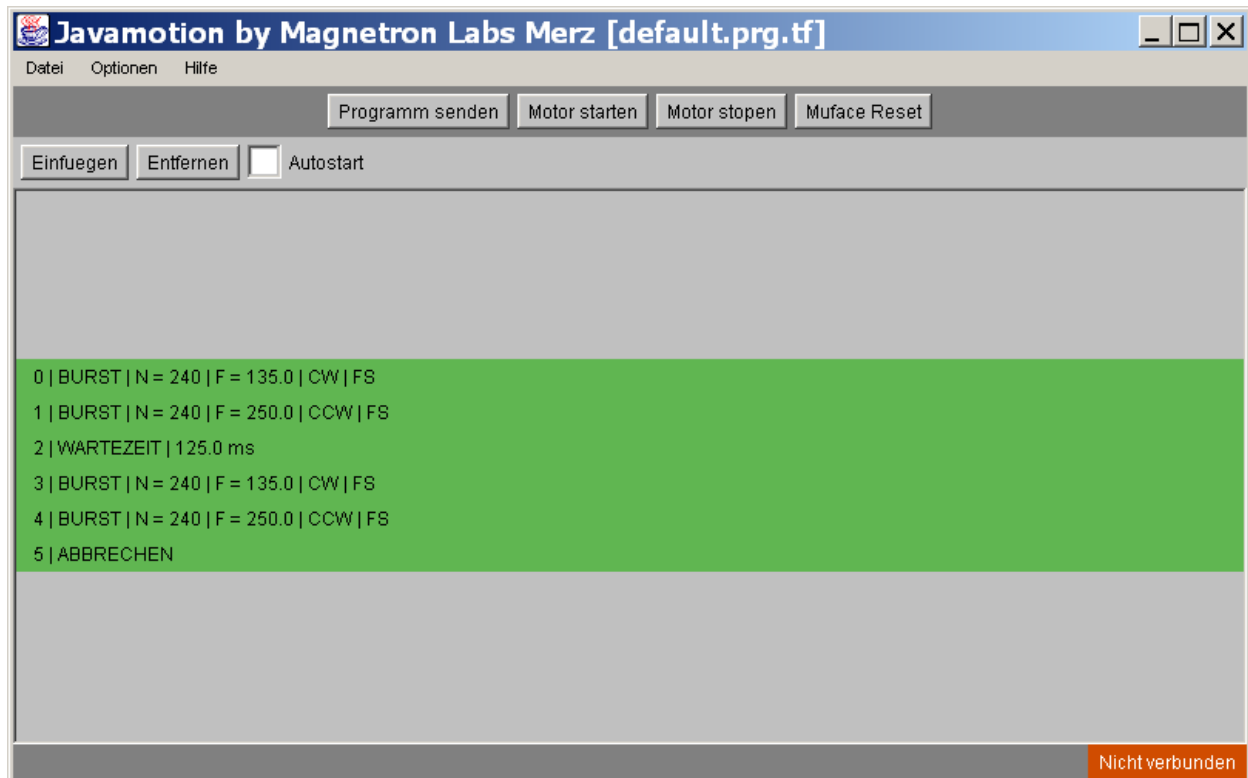 Javamotion by Magnetron Labs Merz [default.prg.tf]
Datei Optionen Hilfe
Programm senden Motor starten Motor stopen Muface Reset
Einfuegen Entfernen Autostart
0 | BURST | N = 240 | F = 135.0 | CW | FS
1 | BURST | N = 240 | F = 250.0 | CCW | FS
2 | WARTEZEIT | 125.0 ms
3 | BURST | N = 240 | F = 135.0 | CW | FS
4 | BURST | N = 240 | F = 250.0 | CCW | FS
5 | ABBRECHEN
Nicht verbunden